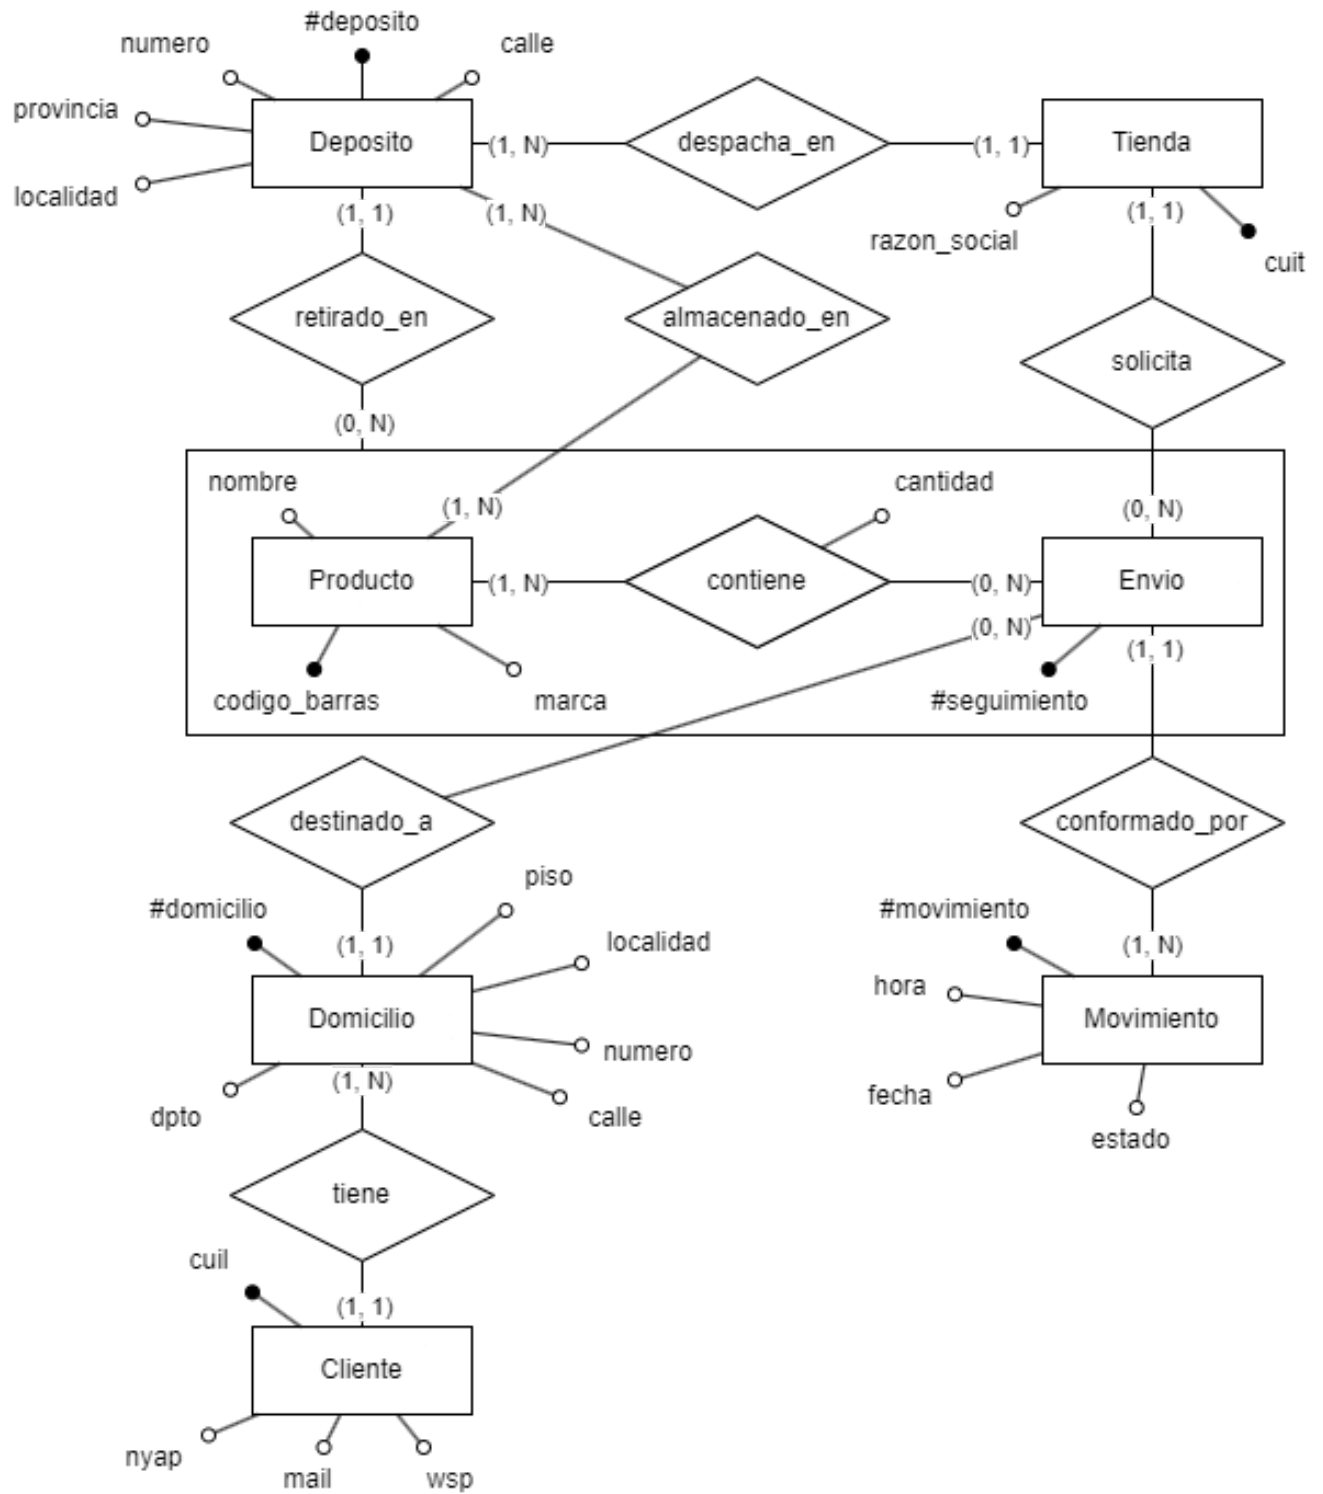 #deposito
numero
calle
provincia
Deposito
(1, N)
despacha_en
(1, 1)
Tienda
localidad
(1, 1)
(1, N)
(1, 1)
razon_social
cuit
retirado_en
almacenado_en
solicita
(0, N)
nombre
cantidad
(1, N)
(0, N)
Producto
(1, N)
contiene
(0, N)
Envio
(0, N)
(1, 1)
codigo_barras
marca
#seguimiento
destinado_a
conformado_por
piso
#domicilio
#movimiento
localidad
(1, 1)
(1, N)
hora
Domicilio
Movimiento
numero
(1, N)
fecha
dpto
calle
estado
tiene
cuil
(1, 1)
Cliente
nyap
mail
wsp